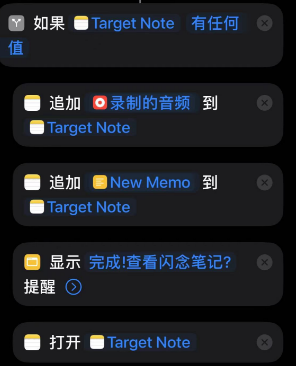 如果 Target Note 有任何
值
追加 录制的音频 到
Target Note
追加 New Memo 到
Target Note
显示 完成!查看闪念笔记?
提醒
打开 Target Note